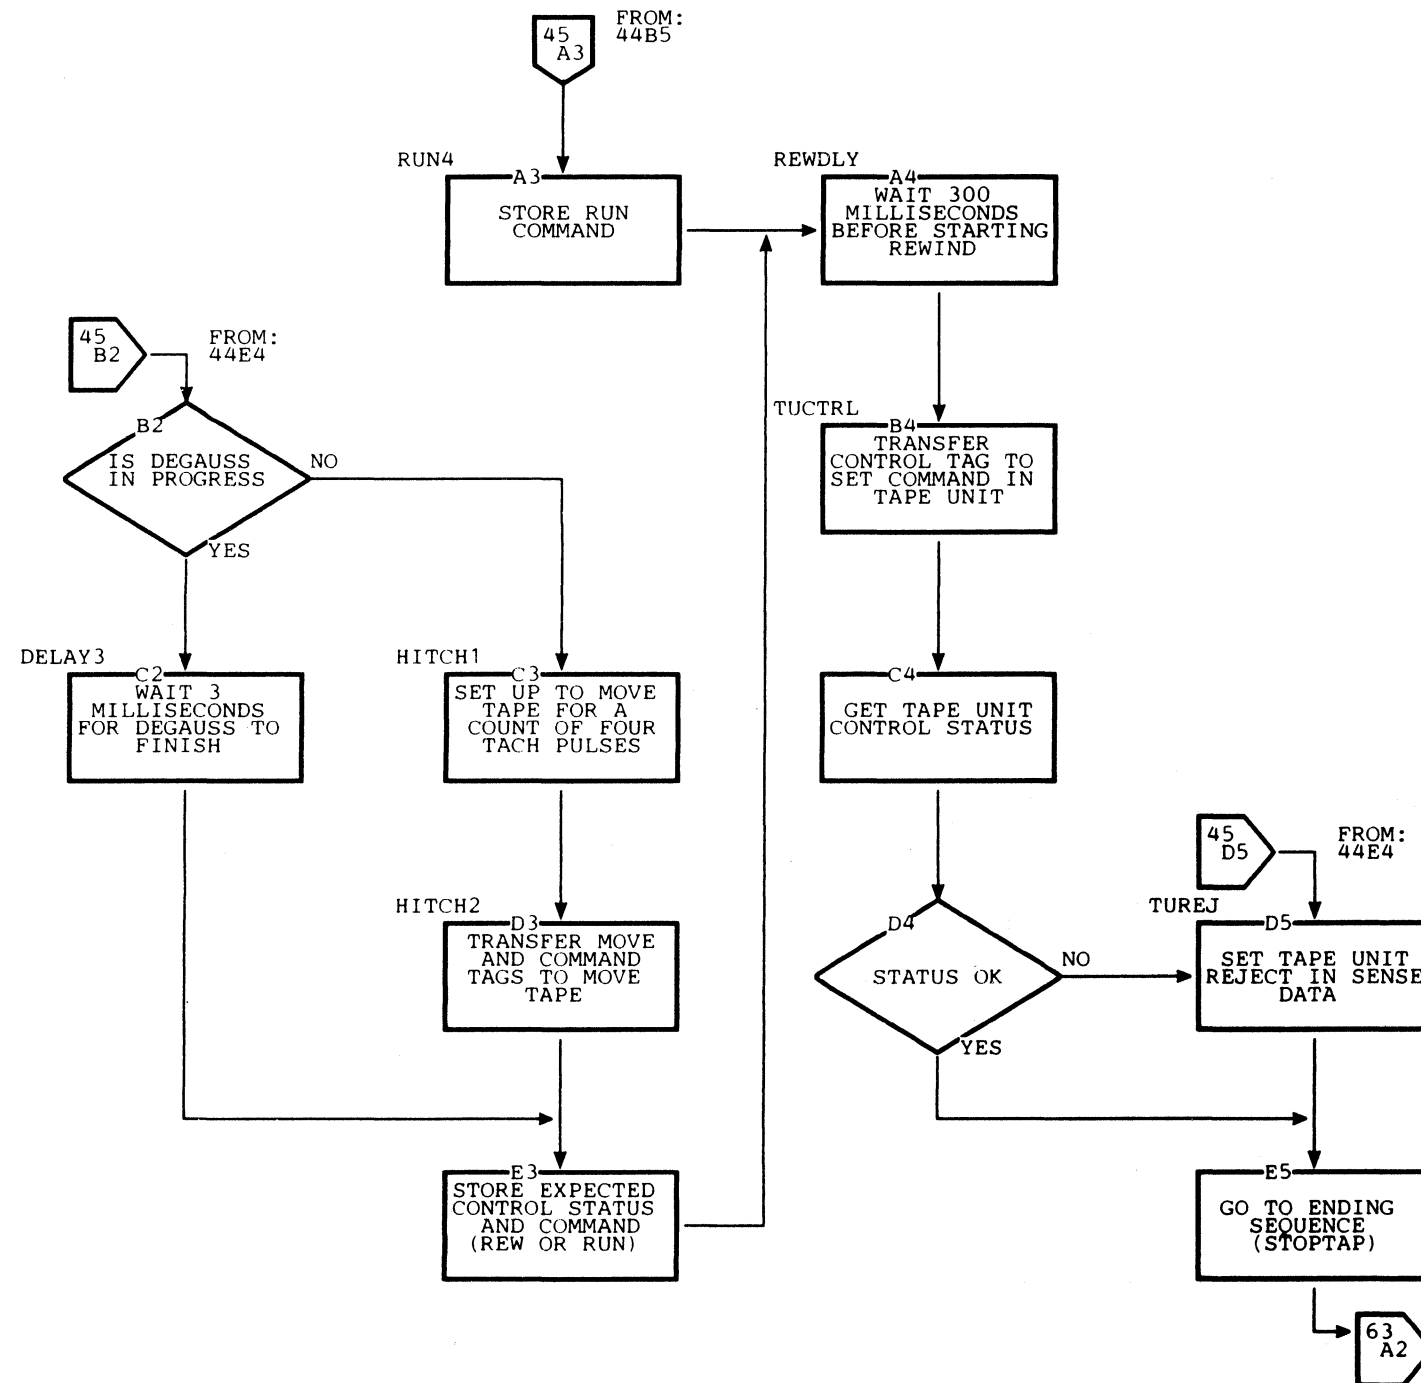 45
A3
FROM:
44B5
RUN4
A3
STORE RUN
COMMAND
REWDLY
A4
WAIT 300
MILLISECONDS
BEFORE STARTING
REWIND
45
B2
FROM:
44E4
B2
IS DEGAUSS
IN PROGRESS
NO
YES
TUCTRL
B4
TRANSFER
CONTROL TAG TO
SET COMMAND IN
TAPE UNIT
DELAY3
C2
WAIT 3
MILLISECONDS
FOR DEGAUSS TO
FINISH
HITCH1
C3
SET UP TO MOVE
TAPE FOR A
COUNT OF FOUR
TACH PULSES
C4
GET TAPE UNIT
CONTROL STATUS
45
D5
FROM:
44E4
HITCH2
D3
TRANSFER MOVE
AND COMMAND
TAGS TO MOVE
TAPE
D4
STATUS OK
NO
YES
TUREJ
D5
SET TAPE UNIT
REJECT IN SENSE
DATA
E3
STORE EXPECTED
CONTROL STATUS
AND COMMAND
(REW OR RUN)
E5
GO TO ENDING
SEQUENCE
(STOPTAP)
63
A2